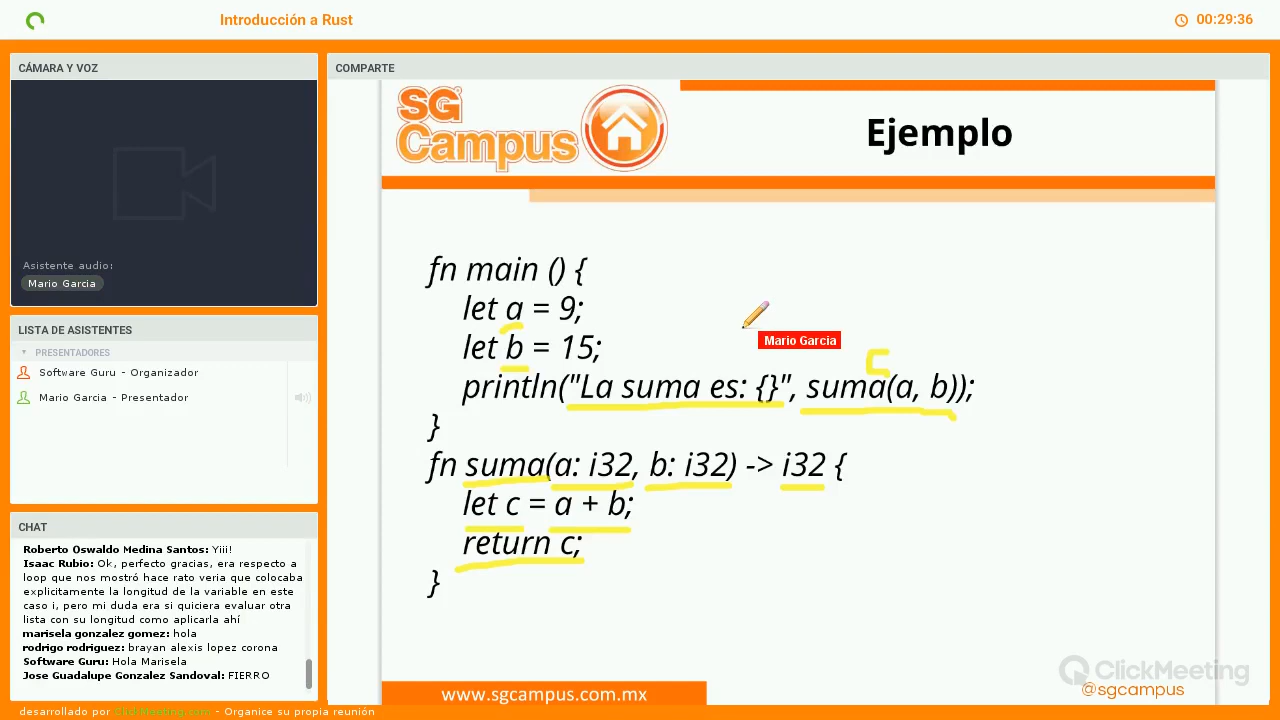 Introducción a Rust
00:29:36
CÁMARA Y VOZ
Asistente audio:
Mario Garcia
LISTA DE ASISTENTES
PRESENTADORES
Software Guru - Organizador
Mario Garcia - Presentador
CHAT
Roberto Oswaldo Medina Santos: Yiii!
Isaac Rubio: Ok, perfecto gracias, era respecto a
loop que nos mostró hace rato veria que colocaba
explicitamente la longitud de la variable en este
caso i, pero mi duda era si quiciera evaluar otra
lista con su longitud como aplicarla ahí
marisela gonzalez gomez: hola
rodrigo rodriguez: brayan alexis lopez corona
Software Guru: Hola Marisela
Jose Guadalupe Gonzalez Sandoval: FIERRO
COMPARTE
SG
Campus
Ejemplo
fn main () {
let a = 9;
let b = 15;
println("La suma es: {}", suma(a, b));
}
fn suma(a: i32, b: i32) -> i32 {
let c = a + b;
return c;
}
Mario Garcia
www.sgcampus.com.mx
ClickMeeting
@sgcampus
desarrollado por ClickMeeting.com - Organice su propia reunión